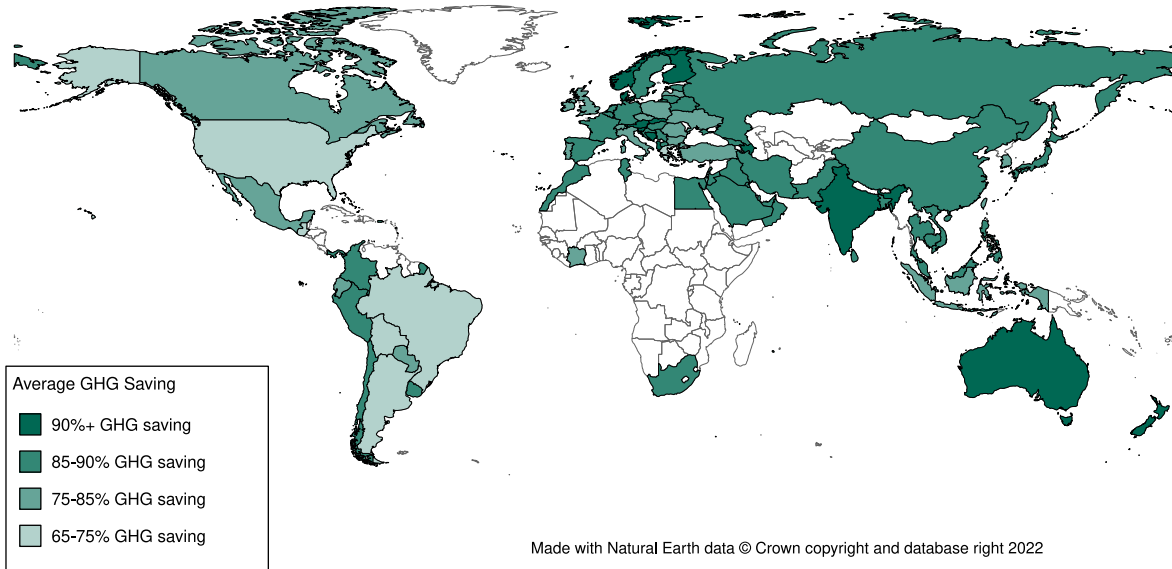 Average GHG Saving
90%+ GHG saving
85-90% GHG saving
75-85% GHG saving
65-75% GHG saving
Made with Natural Earth data © Crown copyright and database right 2022